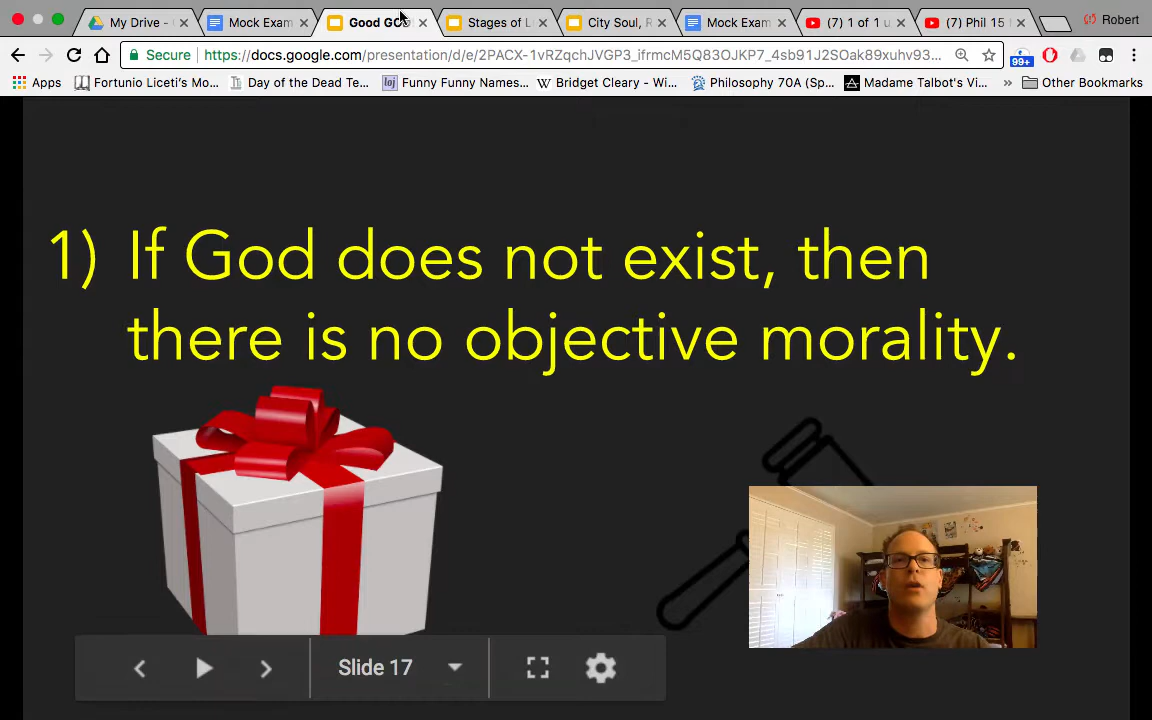 My Drive -
Mock Exam
Good GO
Stages of L
City Soul, R
Mock Exam
(7) 1 of 1 u
(7) Phil 15 
Robert
Secure
https://docs.google.com/presentation/d/e/2PACX-1vRZqchJVGP3_ifrmcM5Q83OJKP7_4sb91J2SOak89xuhv93...
99+
Apps
Fortunio Liceti's Mo...
Day of the Dead Te...
loj
Funny Funny Names...
W
Bridget Cleary - Wi...
Philosophy 70A (Sp...
Madame Talbot's Vi...
»
Other Bookmarks
1) If God does not exist, then
there is no objective morality.
Slide 17